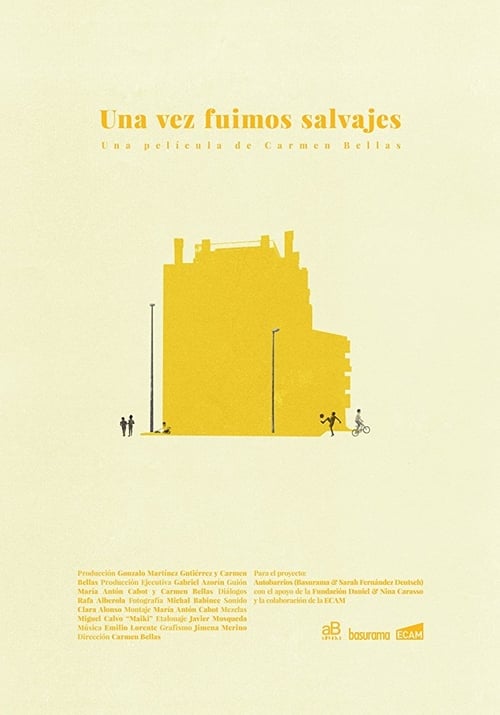 Una vez fuimos salvajes
Una película de Carmen Bellas
Producción Gonzalo Martínez Gutiérrez y Carmen
Bellas Producción Ejecutiva Gabriel Azorín Guión
María Antón Cabot y Carmen Bellas Diálogos
Rafa Alberola Fotografía Michal Babinec Sonido
Clara Alonso Montaje María Antón Cabot Mezclas
Miguel Calvo "Maiki" Etalonaje Javier Mosqueda
Música Emilio Lorente Grafismo Jimena Merino
Dirección Carmen Bellas
Para el proyecto:
Autobarrios (Basurama & Sarah Fernández Deutsch)
con el apoyo de la Fundación Daniel & Nina Carasso
y la colaboración de la ECAM
aB
basurama
ECAM